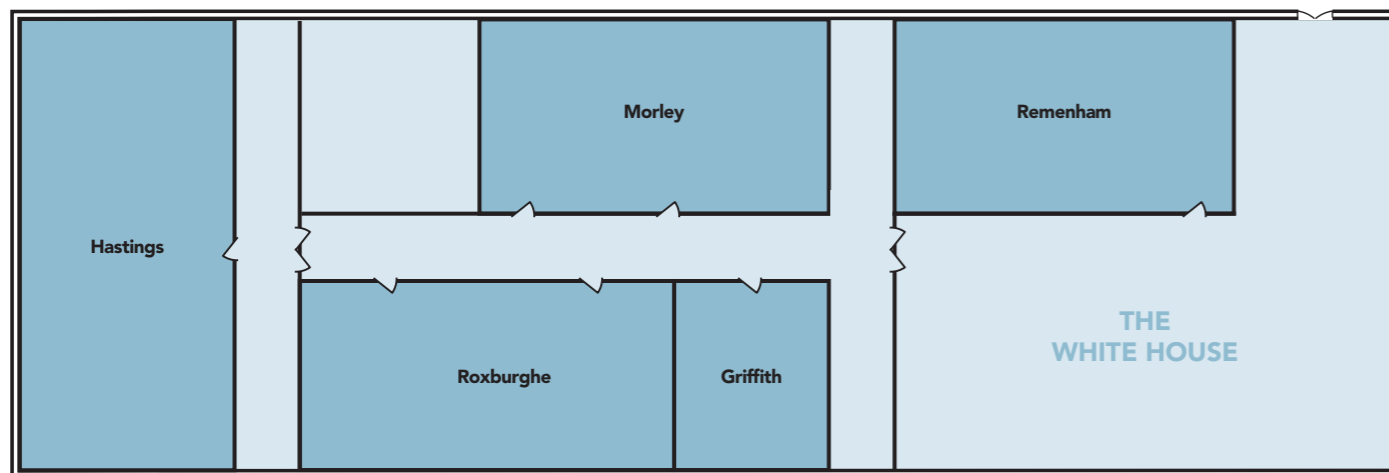 Morley
Remenham
Hastings
THE
WHITE HOUSE
Roxburghe
Griffith